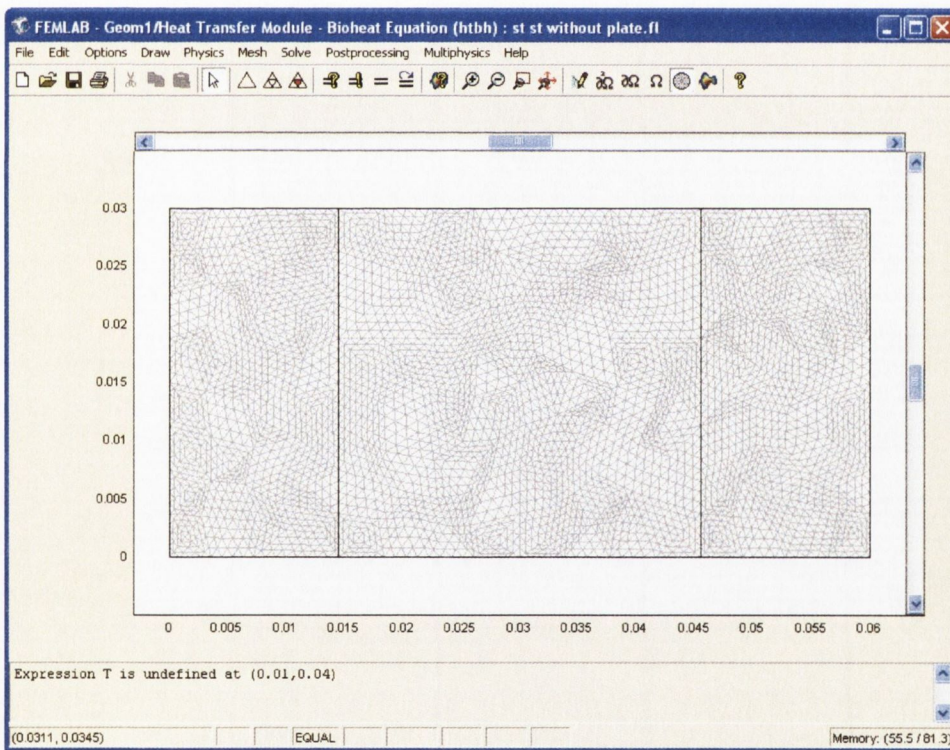 FEMLAB - Geom1/Heat Transfer Module - Bioheat Equation (htbh) : st st without plate.fl
File Edit Options Draw Physics Mesh Solve Postprocessing Multiphysics Help
0.03
0.025
0.02
0.015
0.01
0.005
0
0 0.005 0.01 0.015 0.02 0.025 0.03 0.035 0.04 0.045 0.05 0.055 0.06
Expression T is undefined at (0.01,0.04)
(0.0311, 0.0345) EQUAL Memory: (55.5 / 81.3)